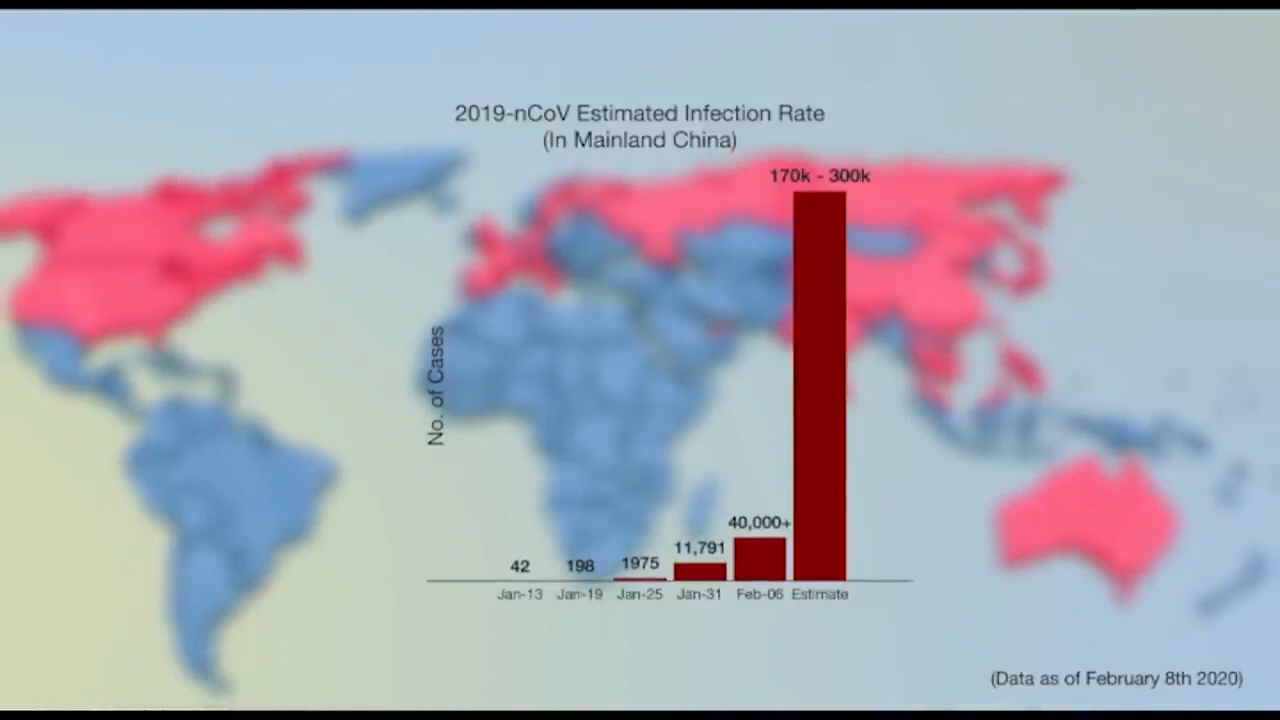 2019-nCoV Estimated Infection Rate
(In Mainland China)
170k - 300k
No. of Cases
40,000+
11,791
1975
198
42
Jan-13 Jan-19 Jan-25 Jan-31 Feb-06 Estimate
(Data as of February 8th 2020)